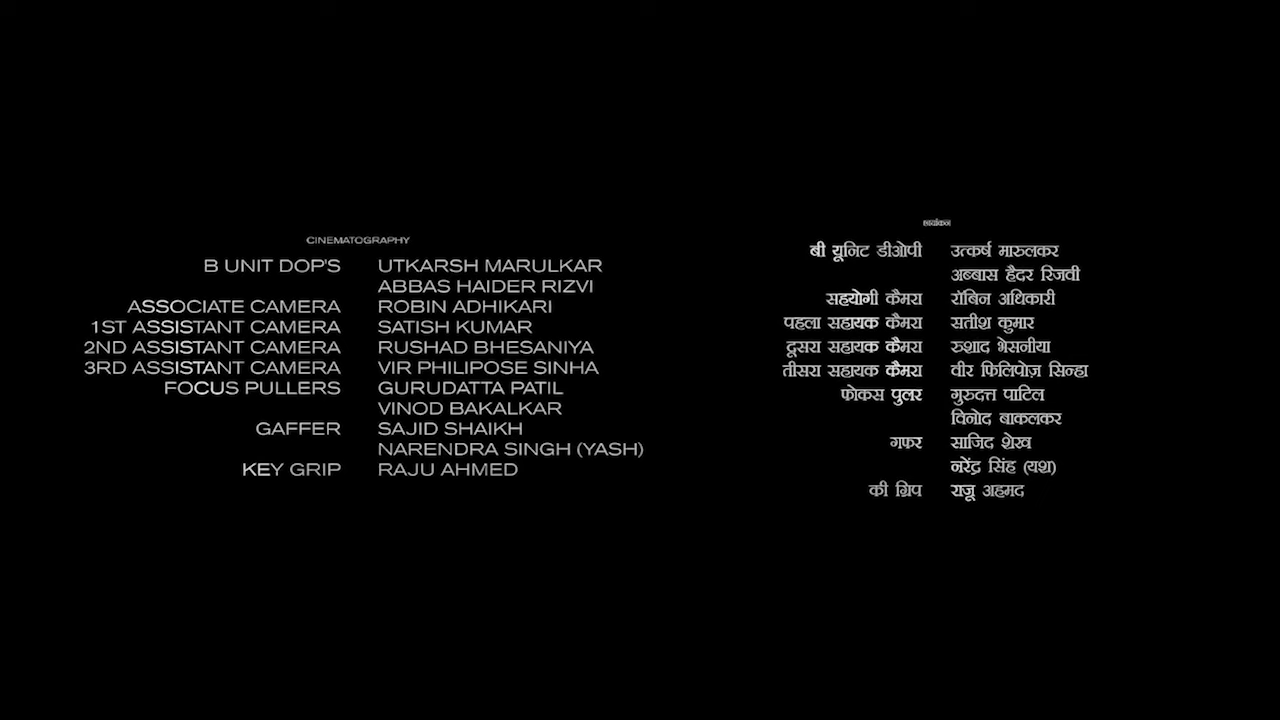 CINEMATOGRAPHY
B UNIT DOP'S UTKARSH MARULKAR
ABBAS HAIDER RIZVI
ASSOCIATE CAMERA ROBIN ADHIKARI
1ST ASSISTANT CAMERA SATISH KUMAR
2ND ASSISTANT CAMERA RUSHAD BHESANIYA
3RD ASSISTANT CAMERA VIR PHILIPOSE SINHA
FOCUS PULLERS GURUDATTA PATIL
VINOD BAKALKAR
GAFFER SAJID SHAIKH
NARENDRA SINGH (YASH)
KEY GRIP RAJU AHMED
बी यूनिट डीओपी उत्कर्ष मारुलकर
अब्बास हैदर रिजवी
सहयोगी कैमरा रॉबिन अधिकारी
पहला सहायक कैमरा सतीश कुमार
दूसरा सहायक कैमरा रुशाद भेसनीया
तीसरा सहायक कैमरा वीर फिलिपोज़ सिन्हा
फोकस पुलर गुरुदत्त पाटिल
विनोद बाकलकर
गफर साजिद शेख
नरेंद्र सिंह (यश)
की ग्रिप राजू अहमद